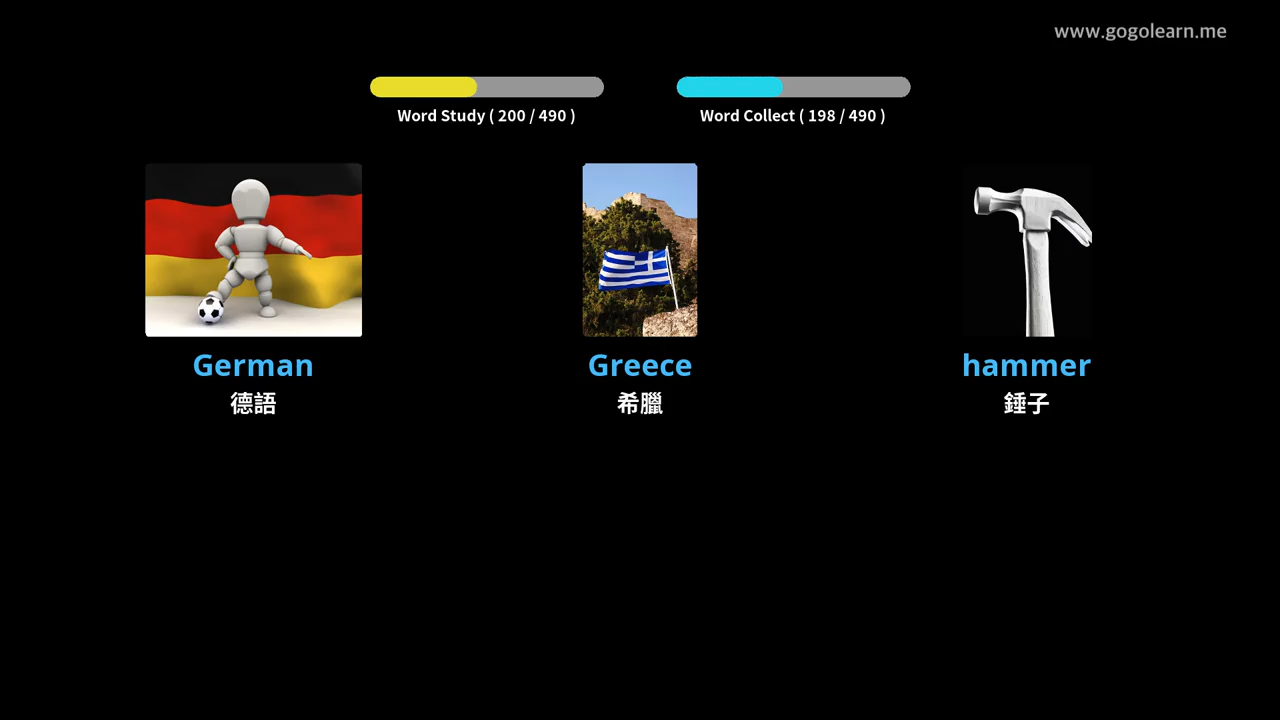 www.gogolearn.me
Word Study ( 200 / 490 )
Word Collect ( 198 / 490 )
German
Greece
hammer
德語
希臘
錘子